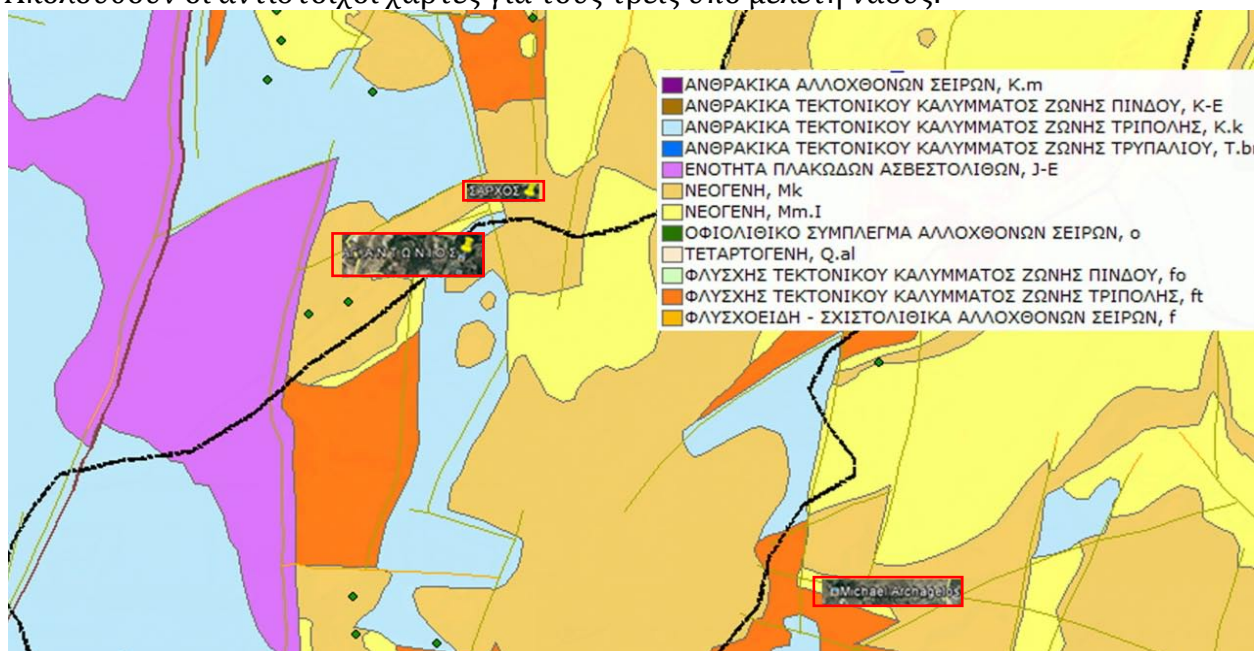 Ακολουθούν οι αντίστοιχοι χάρτες για τους τρεις υπό μελέτη ναούς.
ΑΝΘΡΑΚΙΚΑ ΑΛΛΟΧΘΟΝΩΝ ΣΕΙΡΩΝ, K.m
ΑΝΘΡΑΚΙΚΑ ΤΕΚΤΟΝΙΚΟΥ ΚΑΛΥΜΜΑΤΟΣ ΖΩΝΗΣ ΠΙΝΔΟΥ, K-E
ΑΝΘΡΑΚΙΚΑ ΤΕΚΤΟΝΙΚΟΥ ΚΑΛΥΜΜΑΤΟΣ ΖΩΝΗΣ ΤΡΙΠΟΛΗΣ, K.k
ΑΝΘΡΑΚΙΚΑ ΤΕΚΤΟΝΙΚΟΥ ΚΑΛΥΜΜΑΤΟΣ ΖΩΝΗΣ ΤΡΥΠΑΛΙΟΥ, T.br
ΕΝΟΤΗΤΑ ΠΛΑΚΩΔΩΝ ΑΣΒΕΣΤΟΛΙΘΩΝ, J-E
ΝΕΟΓΕΝΗ, Mk
ΝΕΟΓΕΝΗ, Mm.I
ΟΦΙΟΛΙΘΙΚΟ ΣΥΜΠΛΕΓΜΑ ΑΛΛΟΧΘΟΝΩΝ ΣΕΙΡΩΝ, o
ΤΕΤΑΡΤΟΓΕΝΗ, Q.al
ΦΛΥΣΧΗΣ ΤΕΚΤΟΝΙΚΟΥ ΚΑΛΥΜΜΑΤΟΣ ΖΩΝΗΣ ΠΙΝΔΟΥ, fo
ΦΛΥΣΧΗΣ ΤΕΚΤΟΝΙΚΟΥ ΚΑΛΥΜΜΑΤΟΣ ΖΩΝΗΣ ΤΡΙΠΟΛΗΣ, ft
ΦΛΥΣΧΟΕΙΔΗ - ΣΧΙΣΤΟΛΙΘΙΚΑ ΑΛΛΟΧΘΟΝΩΝ ΣΕΙΡΩΝ, f
ΣΑΡΧΟΣ
ΑΝΤΩΝΙΟΣ
Michael Archagelos